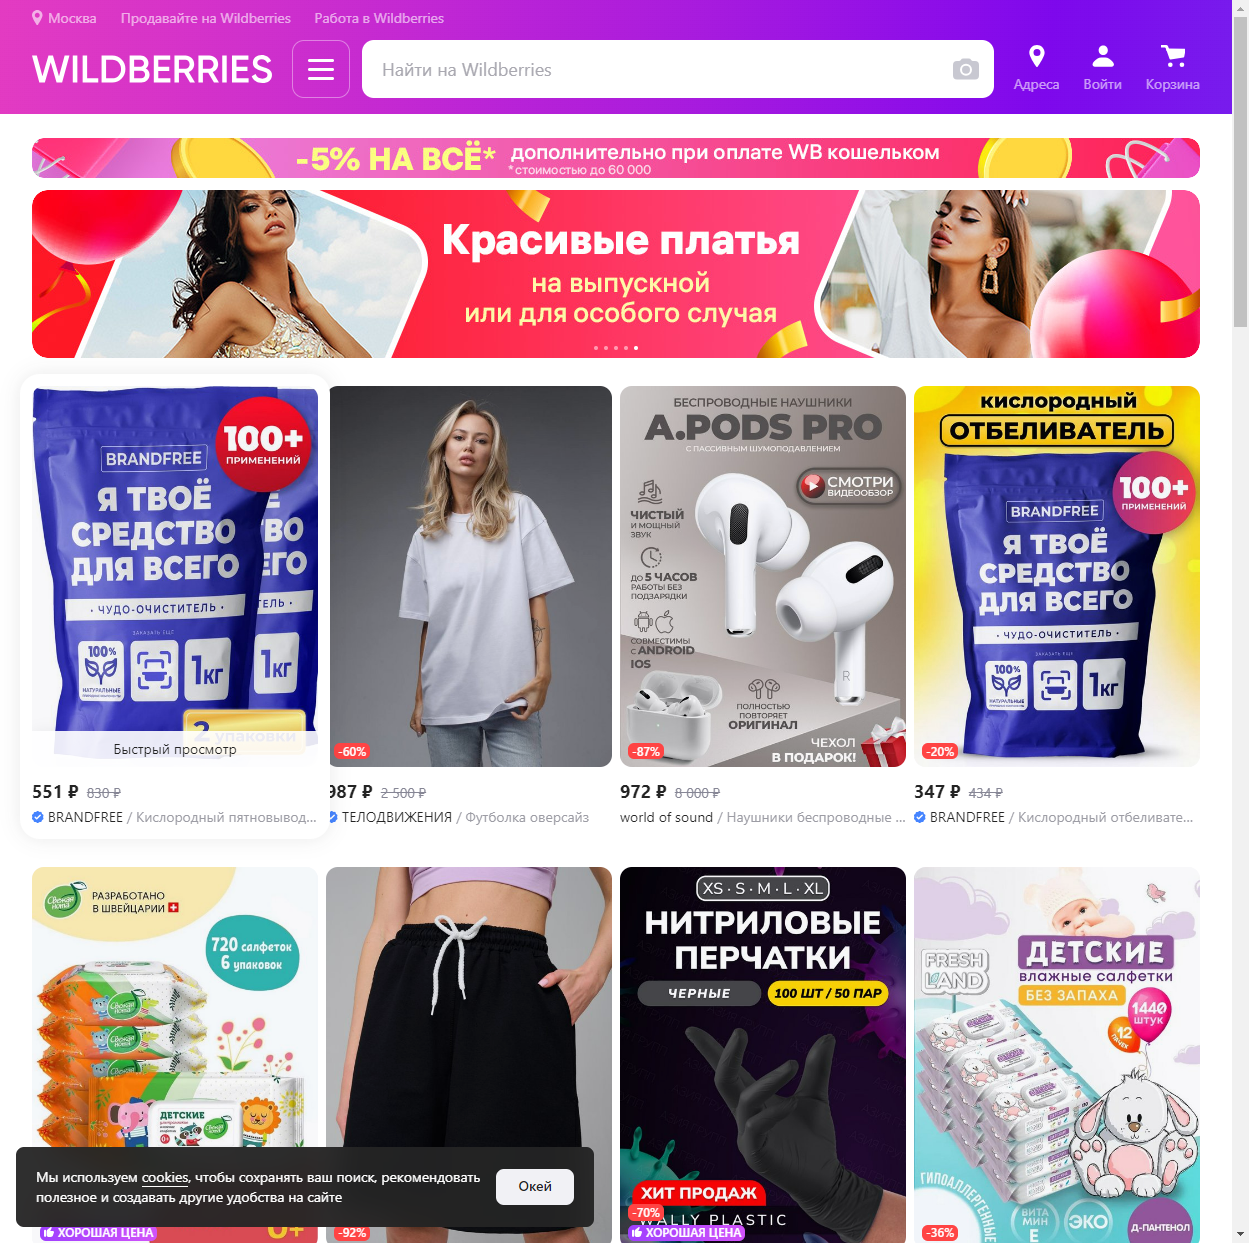 Москва Продавайте на Wildberries Работа в Wildberries
WILDBERRIES
Найти на Wildberries
Адреса Войти Корзина
-5% НА ВСЁ* дополнительно при оплате WB кошельком
*стоимостью до 60 000
Красивые платья
на выпускной
или для особого случая
100+
ПРИМЕНЕНИЙ
BRANDFREE
Я ТВОЁ
СРЕДСТВО
ДЛЯ ВСЕГО
• ЧУДО-ОЧИСТИТЕЛЬ •
ЗАКАЗАТЬ ЕЩЕ
100%
НАТУРАЛЬНЫЕ
1кг
1кг
2 упаковки
Быстрый просмотр
551 ₽ 830 ₽
BRANDFREE / Кислородный пятновывод...
-60%
987 ₽ 2 500 ₽
ТЕЛОДВИЖЕНИЯ / Футболка оверсайз
БЕСПРОВОДНЫЕ НАУШНИКИ
A.PODS PRO
С ПАССИВНЫМ ШУМОПОДАВЛЕНИЕМ
СМОТРИ
ВИДЕООБЗОР
ЧИСТЫЙ
И МОЩНЫЙ
ЗВУК
ДО 5 ЧАСОВ
РАБОТЫ БЕЗ
ПОДЗАРЯДКИ
СОВМЕСТИМЫ
С ANDROID
IOS
R
ПОЛНОСТЬЮ
ПОВТОРЯЕТ
ОРИГИНАЛ
ЧЕХОЛ
В ПОДАРОК!
-87%
972 ₽ 8 000 ₽
world of sound / Наушники беспроводные ...
КИСЛОРОДНЫЙ
ОТБЕЛИВАТЕЛЬ
100+
ПРИМЕНЕНИЙ
BRANDFREE
Я ТВОЁ
СРЕДСТВО
ДЛЯ ВСЕГО
• ЧУДО-ОЧИСТИТЕЛЬ •
ЗАКАЗАТЬ ЕЩЕ
100%
НАТУРАЛЬНЫЕ
1кг
-20%
347 ₽ 434 ₽
BRANDFREE / Кислородный отбеливате...
Свежая нота
РАЗРАБОТАНО
В ШВЕЙЦАРИИ
720 салфеток
6 упаковок
ДЕТСКИЕ
0+
ХОРОШАЯ ЦЕНА
-92%
XS · S · M · L · XL
НИТРИЛОВЫЕ
ПЕРЧАТКИ
ЧЕРНЫЕ 100 ШТ / 50 ПАР
ХИТ ПРОДАЖ
-70%
WALLY PLASTIC
ХОРОШАЯ ЦЕНА
FRESH
LAND
ДЕТСКИЕ
влажные салфетки
БЕЗ ЗАПАХА
1440
ШТУК
12
ПАЧЕК
ГИПОАЛЛЕРГЕННЫЕ
ВИТА
МИН
Е
ЭКО
Д-ПАНТЕНОЛ
-36%
Мы используем cookies, чтобы сохранять ваш поиск, рекомендовать
полезное и создавать другие удобства на сайте
Окей